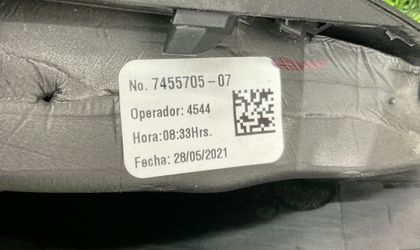 No. 7455705-07
Operador: 4544
Hora:08:33Hrs.
Fecha: 28/05/2021